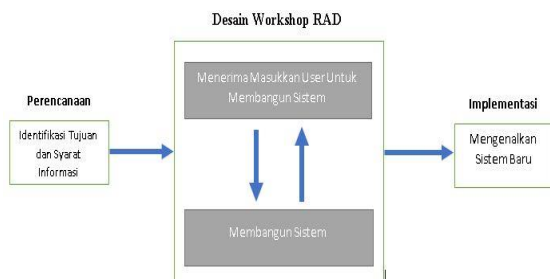 Desain Workshop RAD
Menerima Masukkan User Untuk
Membangun Sistem
Perencanaan
Identifikasi Tujuan
dan Syarat
Informasi
Implementasi
Mengenalkan
Sistem Baru
Membangun Sistem